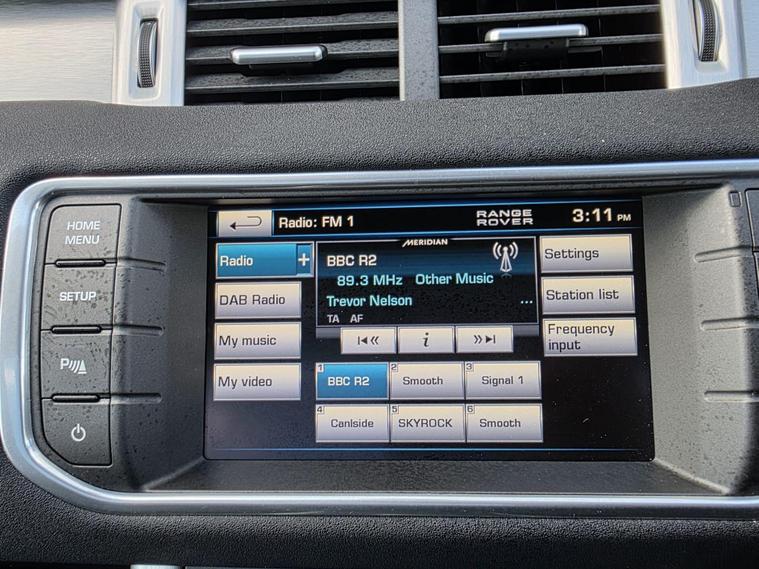 HOME
MENU
SETUP
P
Radio: FM 1
RANGE
ROVER
3:11 PM
Radio +
DAB Radio
My music
My video
MERIDIAN
BBC R2
89.3 MHz Other Music
Trevor Nelson ...
TA AF
i
Settings
Station list
Frequency
input
1 BBC R2
2 Smooth
3 Signal 1
4 Canlside
5 SKYROCK
6 Smooth